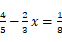 4/5 - 2/3 x = 1/8